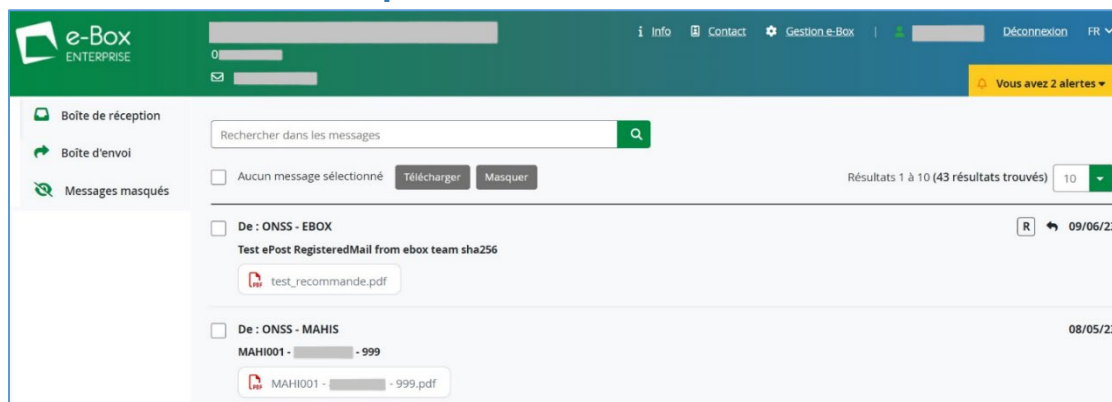 e-Box
ENTERPRISE
0
i Info Contact Gestion e-Box | Déconnexion FR
Vous avez 2 alertes
Boîte de réception
Boîte d'envoi
Messages masqués
Rechercher dans les messages
Aucun message sélectionné Télécharger Masquer Résultats 1 à 10 (43 résultats trouvés) 10
De : ONSS - EBOX R 09/06/23
Test ePost RegisteredMail from ebox team sha256
test_recommande.pdf
De : ONSS - MAHIS 08/05/23
MAHI001 - - 999
MAHI001 - - 999.pdf